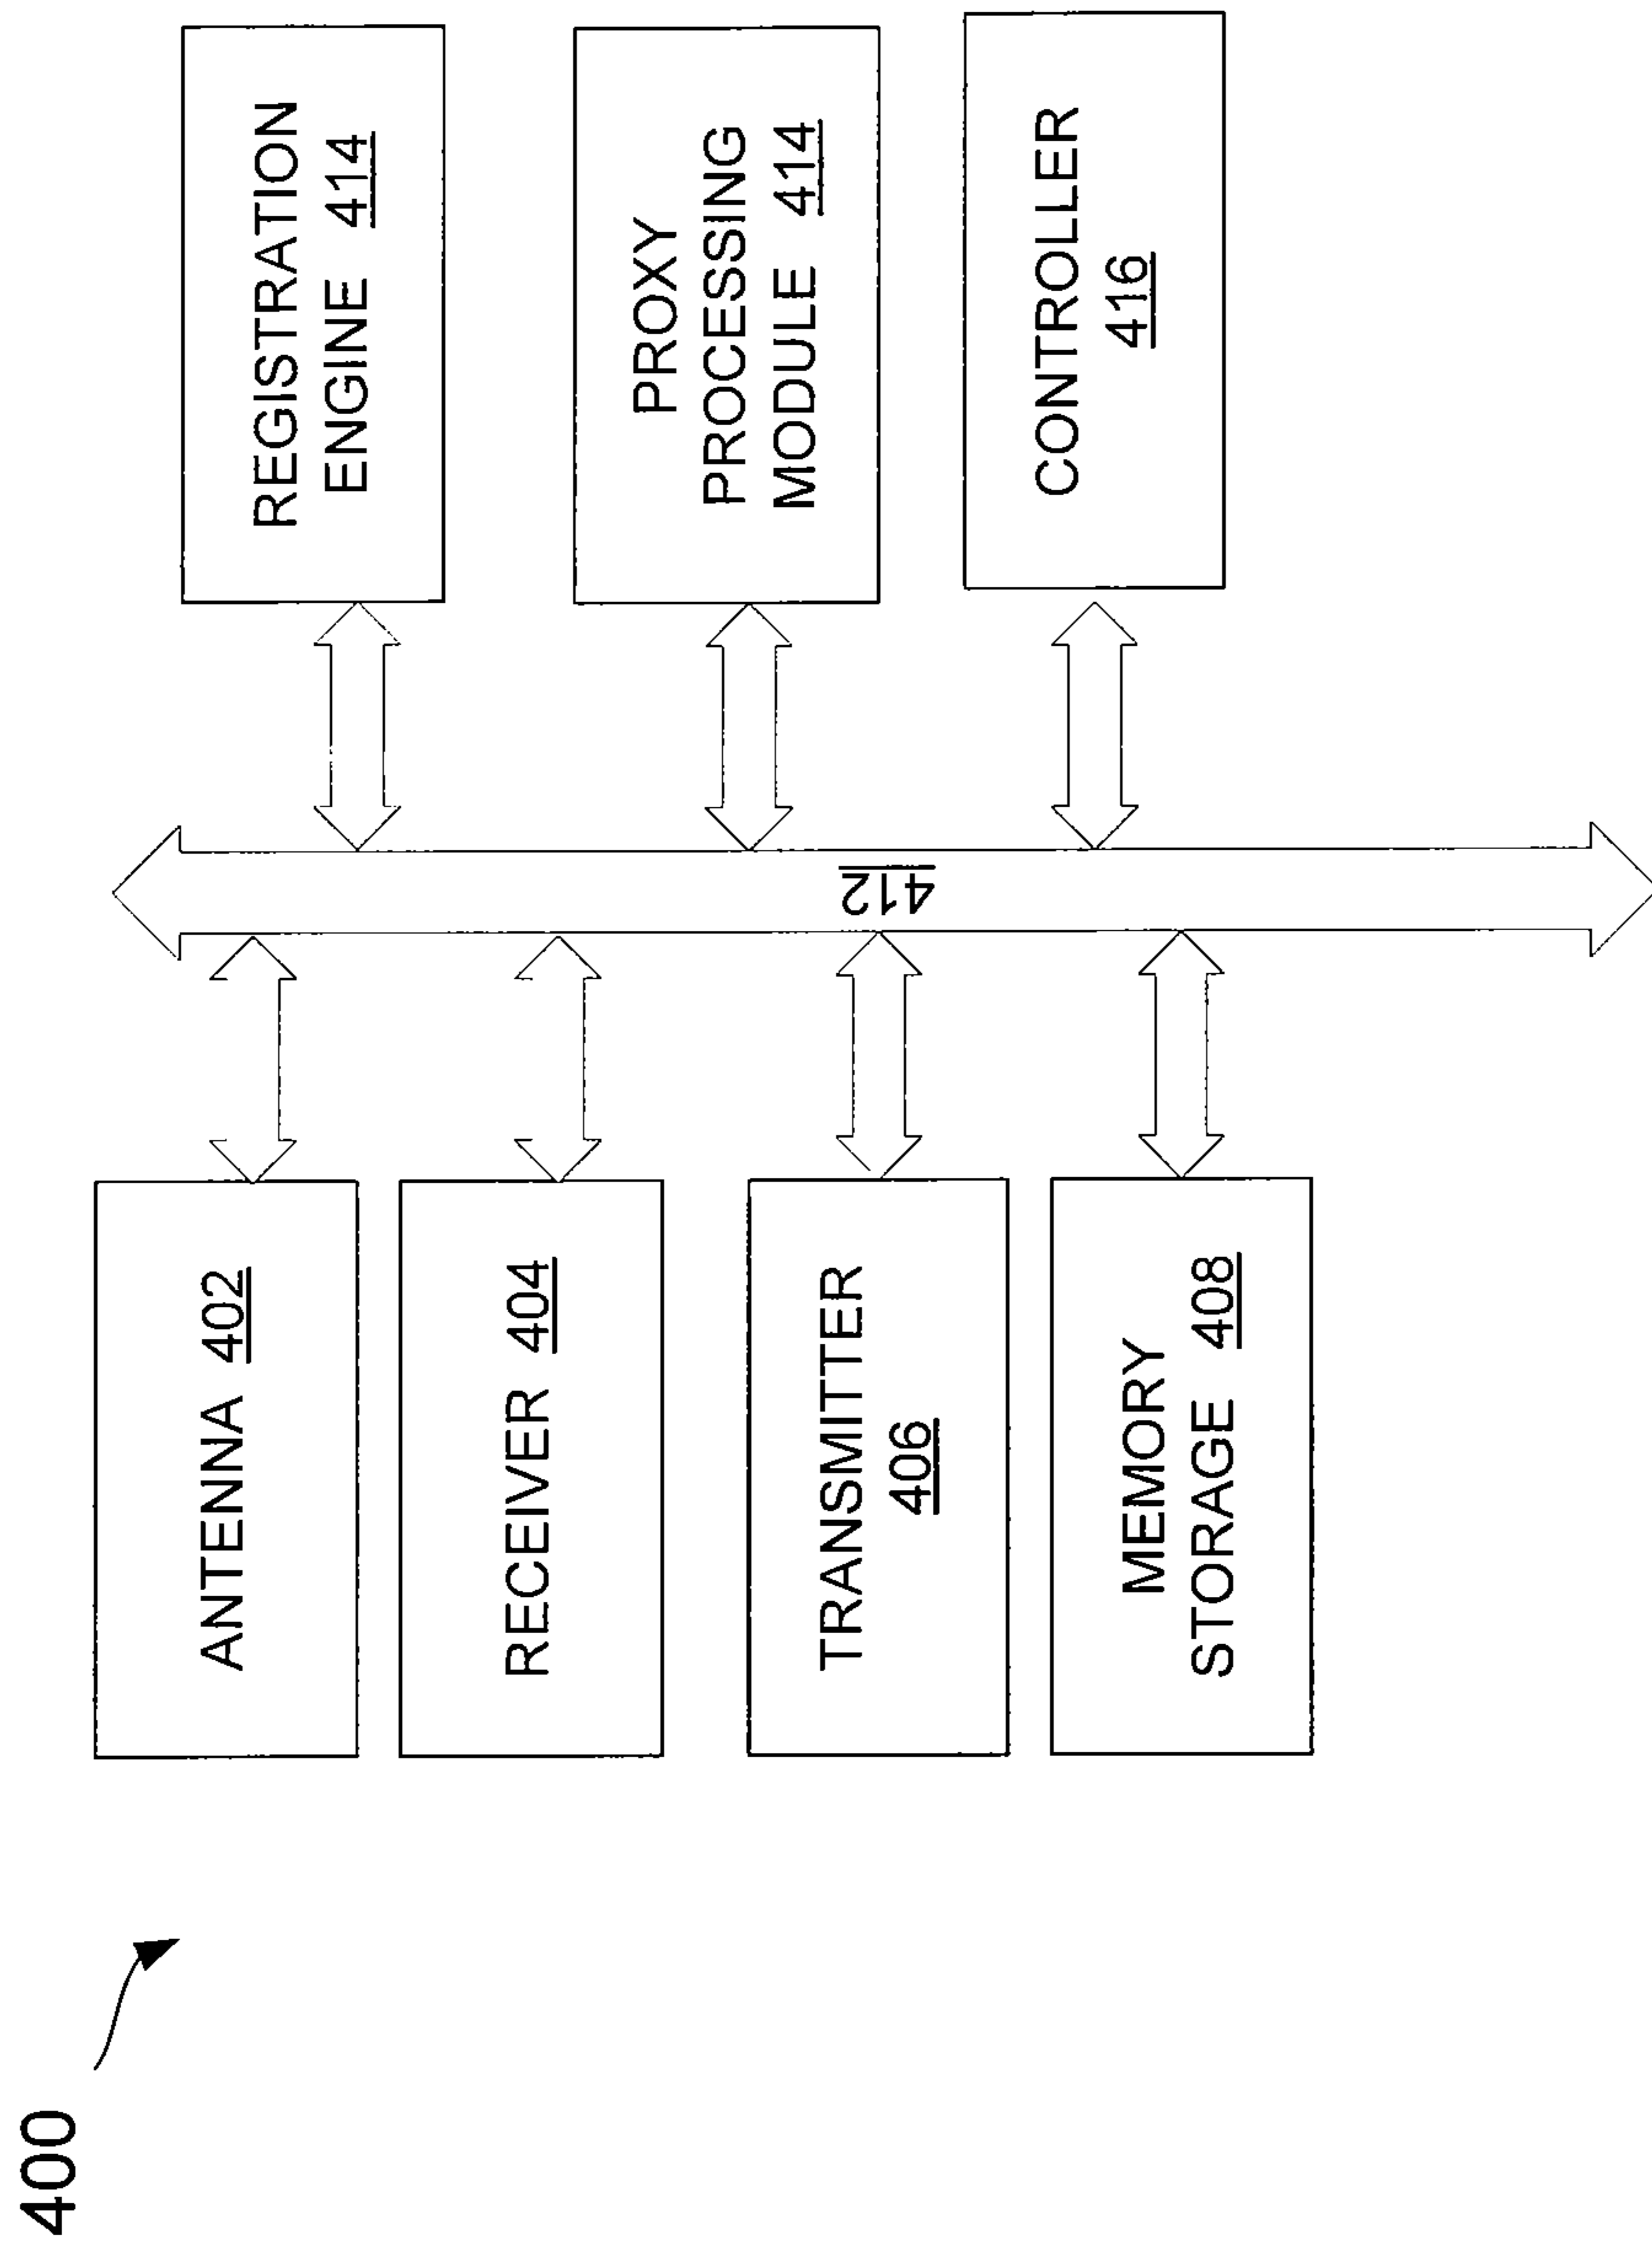 400
ANTENNA 402
RECEIVER 404
TRANSMITTER
406
MEMORY
STORAGE 408
412
REGISTRATION
ENGINE 414
PROXY
PROCESSING
MODULE 414
CONTROLLER
416